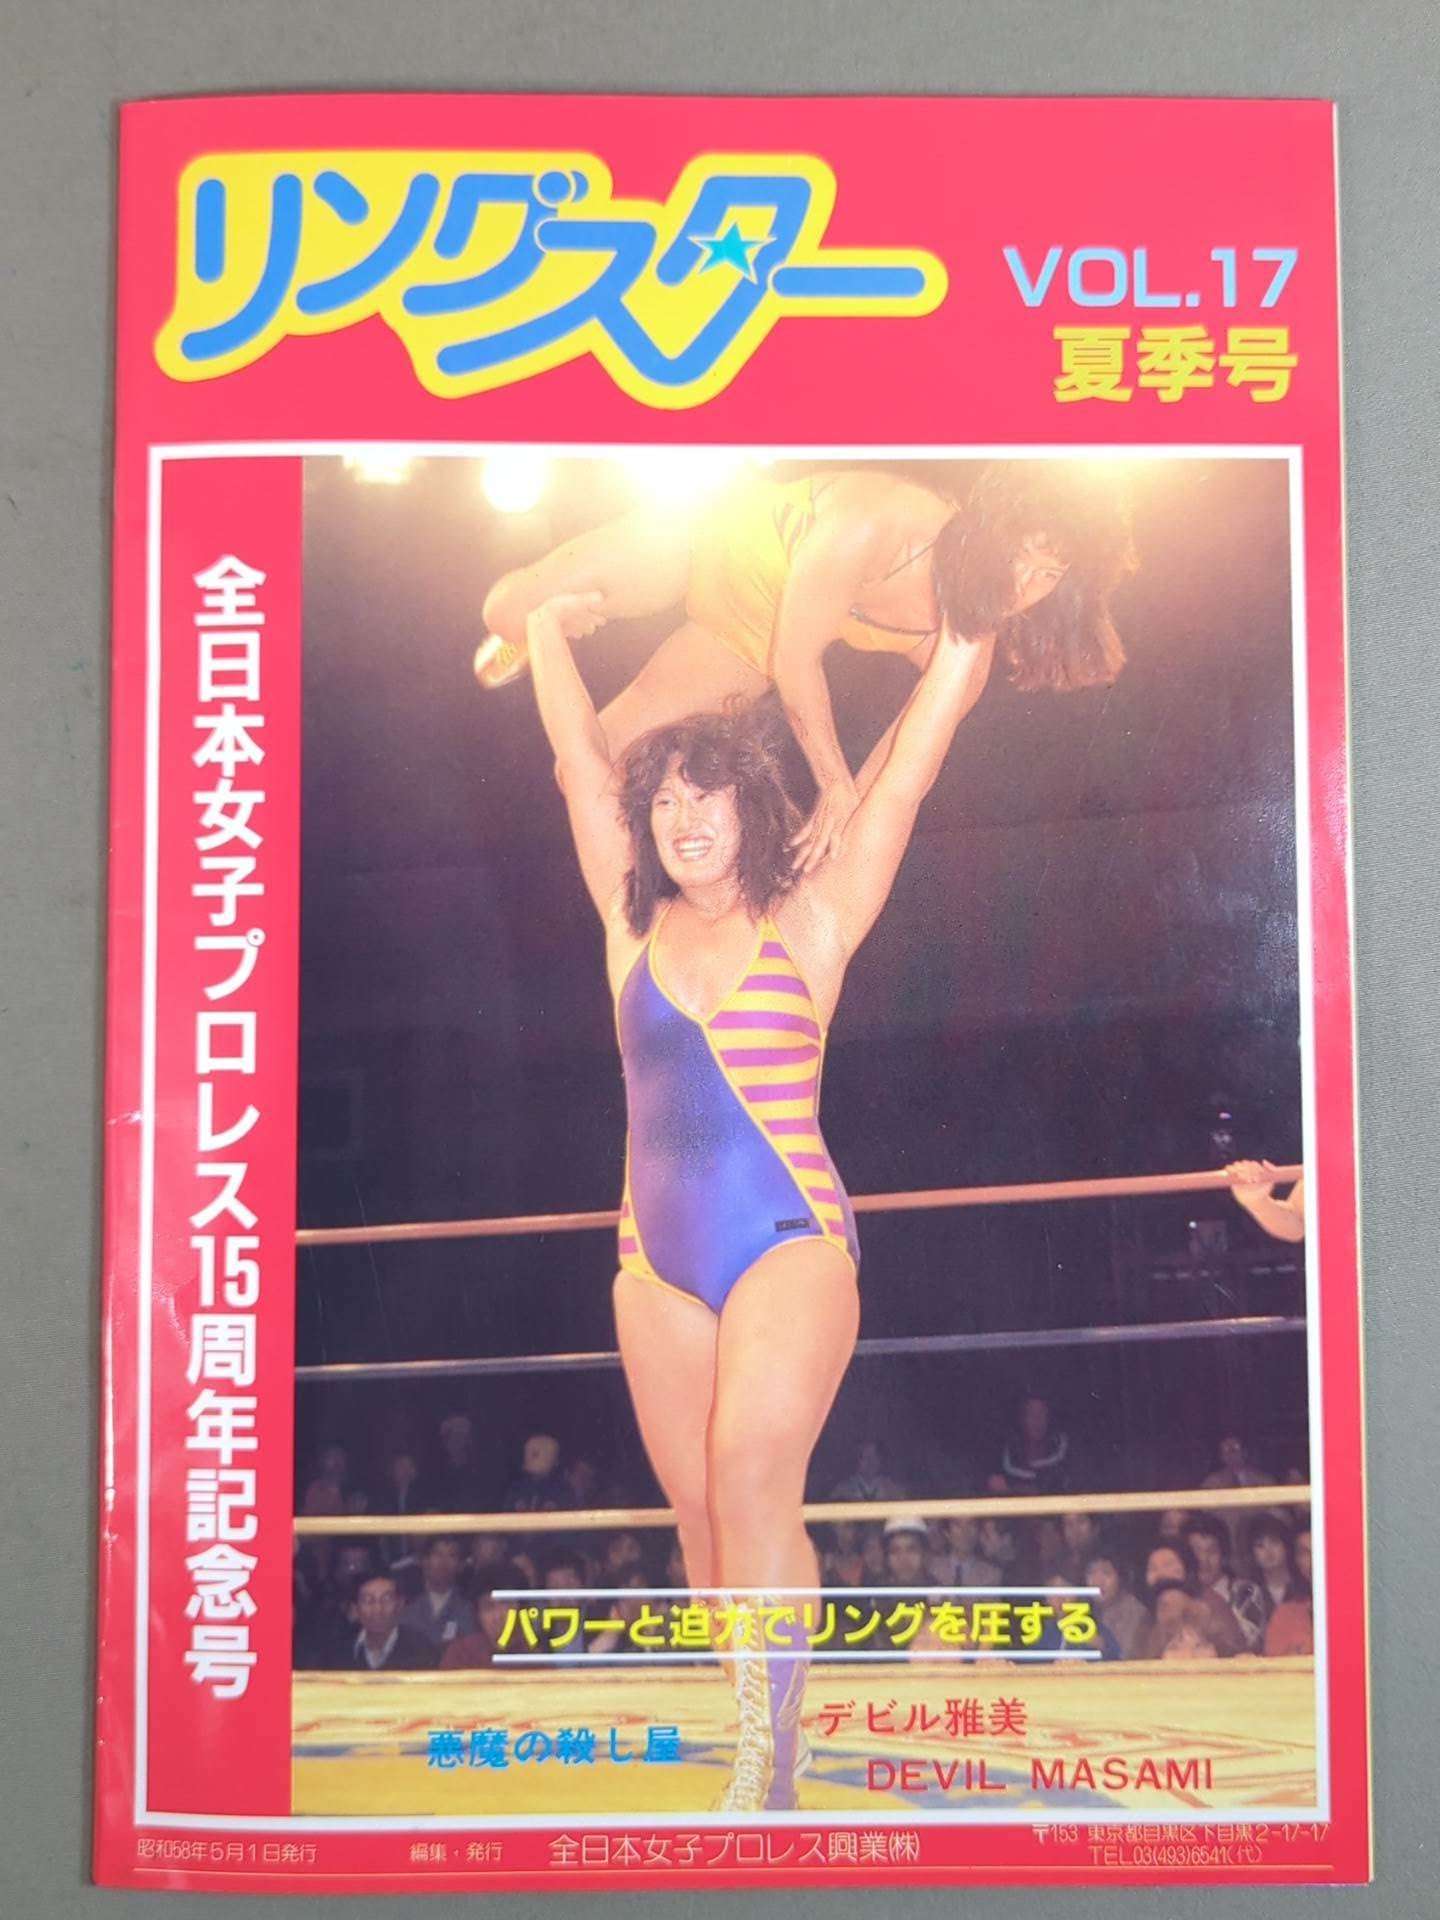 リングスター
VOL.17
夏季号
全日本女子プロレス15周年記念号
パワーと迫力でリングを圧する
悪魔の殺し屋
デビル雅美
DEVIL MASAMI
昭和58年5月1日発行
編集・発行
全日本女子プロレス興業㈱
〒153 東京都目黒区下目黒2-17-17
TEL.03(493)6541(代)